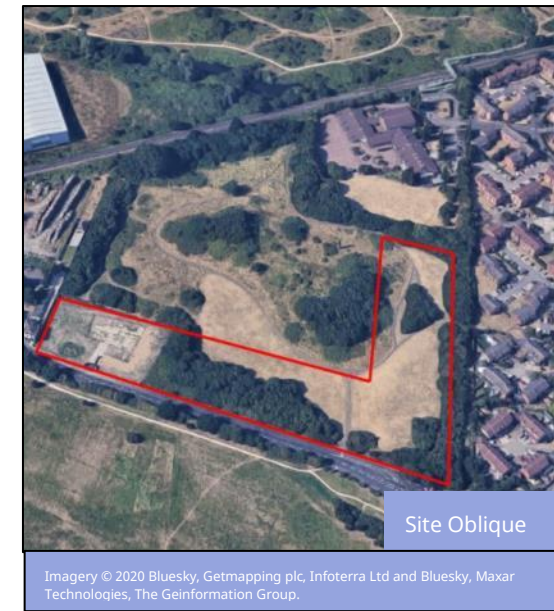 Site Oblique
Imagery © 2020 Bluesky, Getmapping plc, Infoterra Ltd and Bluesky, Maxar
Technologies, The Geinformation Group.